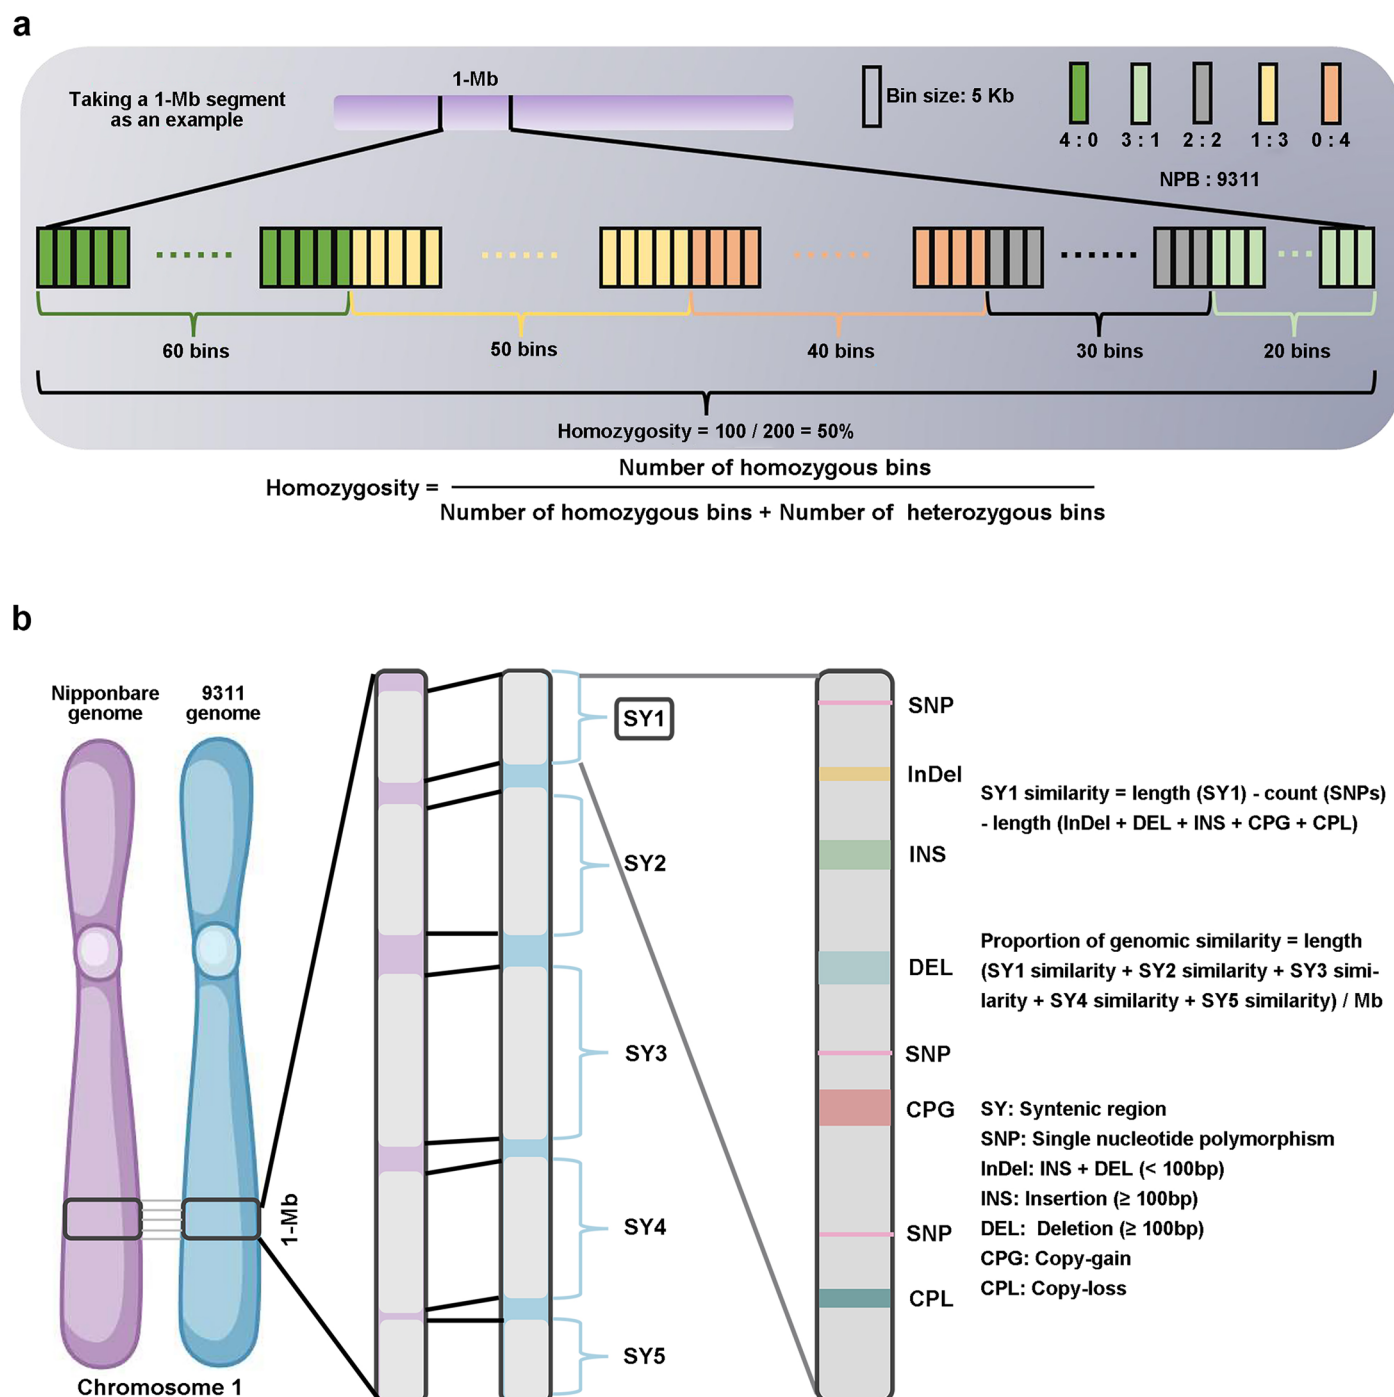 a
Taking a 1-Mb segment
as an example
1-Mb
Bin size: 5 Kb
4 : 0
3 : 1
2 : 2
1 : 3
0 : 4
NPB : 9311
60 bins
50 bins
40 bins
30 bins
20 bins
Homozygosity = 100 / 200 = 50%
Homozygosity =
Number of homozygous bins
Number of homozygous bins + Number of heterozygous bins
b
Nipponbare
genome
9311
genome
1-Mb
Chromosome 1
SY1
SY2
SY3
SY4
SY5
SNP
InDel
INS
DEL
SNP
CPG
SNP
CPL
SY1 similarity = length (SY1) - count (SNPs)
- length (InDel + DEL + INS + CPG + CPL)
Proportion of genomic similarity = length
(SY1 similarity + SY2 similarity + SY3 simi-
larity + SY4 similarity + SY5 similarity) / Mb
SY: Syntenic region
SNP: Single nucleotide polymorphism
InDel: INS + DEL (< 100bp)
INS: Insertion (≥ 100bp)
DEL: Deletion (≥ 100bp)
CPG: Copy-gain
CPL: Copy-loss